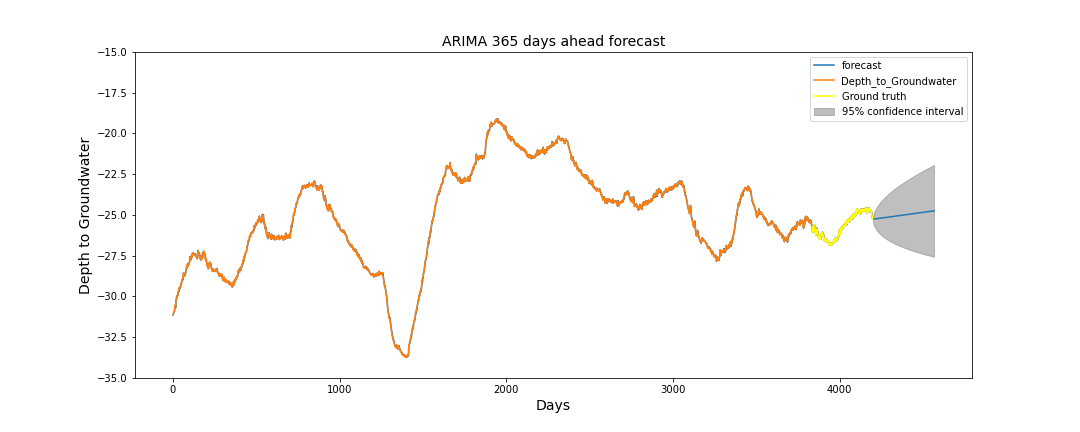 ARIMA 365 days ahead forecast
−15.0
−17.5
−20.0
−22.5
−25.0
−27.5
−30.0
−32.5
−35.0
Depth to Groundwater
forecast
Depth_to_Groundwater
Ground truth
95% confidence interval
0 1000 2000 3000 4000
Days